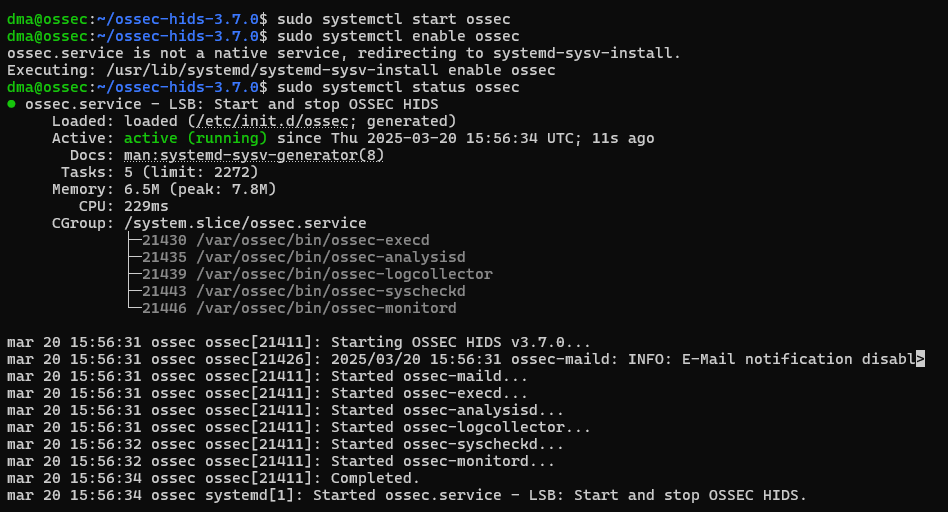 dma@ossec:~/ossec-hids-3.7.0$ sudo systemctl start ossec
dma@ossec:~/ossec-hids-3.7.0$ sudo systemctl enable ossec
ossec.service is not a native service, redirecting to systemd-sysv-install.
Executing: /usr/lib/systemd/systemd-sysv-install enable ossec
dma@ossec:~/ossec-hids-3.7.0$ sudo systemctl status ossec
● ossec.service - LSB: Start and stop OSSEC HIDS
     Loaded: loaded (/etc/init.d/ossec; generated)
     Active: active (running) since Thu 2025-03-20 15:56:34 UTC; 11s ago
       Docs: man:systemd-sysv-generator(8)
      Tasks: 5 (limit: 2272)
     Memory: 6.5M (peak: 7.8M)
        CPU: 229ms
     CGroup: /system.slice/ossec.service
             ├─21430 /var/ossec/bin/ossec-execd
             ├─21435 /var/ossec/bin/ossec-analysisd
             ├─21439 /var/ossec/bin/ossec-logcollector
             ├─21443 /var/ossec/bin/ossec-syscheckd
             └─21446 /var/ossec/bin/ossec-monitord
mar 20 15:56:31 ossec ossec[21411]: Starting OSSEC HIDS v3.7.0...
mar 20 15:56:31 ossec ossec[21426]: 2025/03/20 15:56:31 ossec-maild: INFO: E-Mail notification disabl>
mar 20 15:56:31 ossec ossec[21411]: Started ossec-maild...
mar 20 15:56:31 ossec ossec[21411]: Started ossec-execd...
mar 20 15:56:31 ossec ossec[21411]: Started ossec-analysisd...
mar 20 15:56:31 ossec ossec[21411]: Started ossec-logcollector...
mar 20 15:56:32 ossec ossec[21411]: Started ossec-syscheckd...
mar 20 15:56:32 ossec ossec[21411]: Started ossec-monitord...
mar 20 15:56:34 ossec ossec[21411]: Completed.
mar 20 15:56:34 ossec systemd[1]: Started ossec.service - LSB: Start and stop OSSEC HIDS.